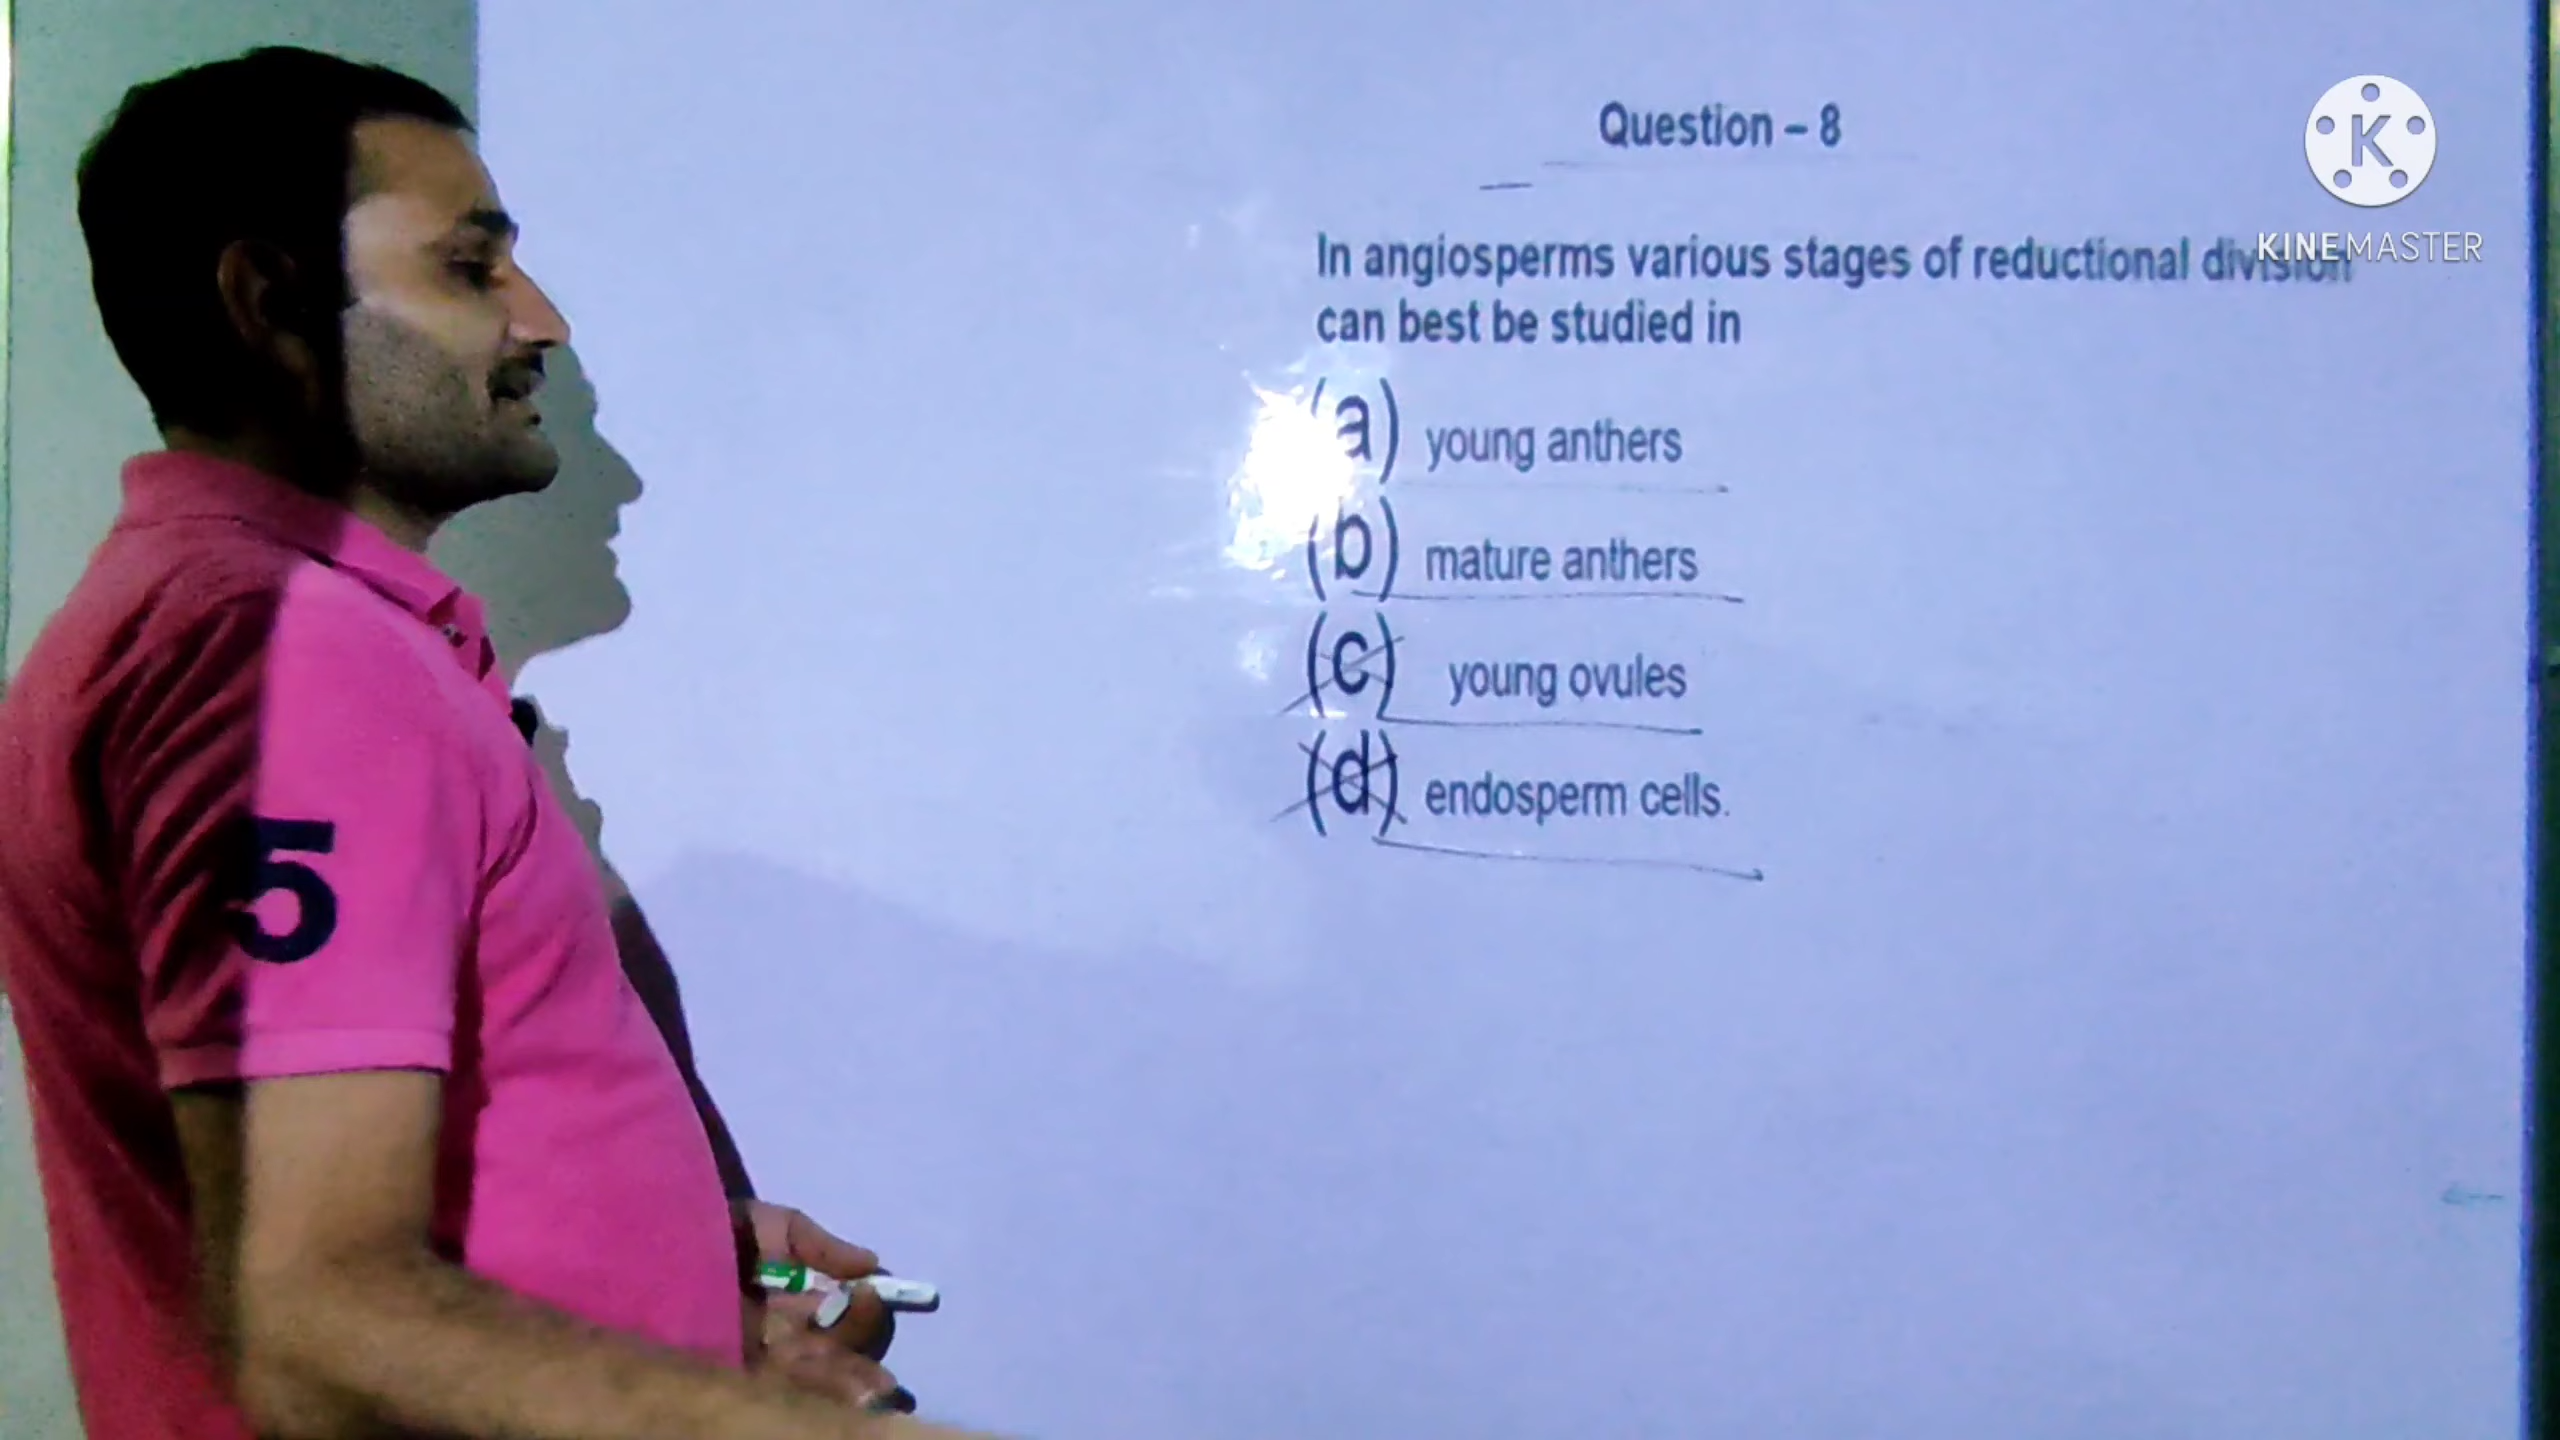 Question – 8
K
KINEMASTER
In angiosperms various stages of reductional division
can best be studied in
(a) young anthers
(b) mature anthers
(c) young ovules
(d) endosperm cells.
5